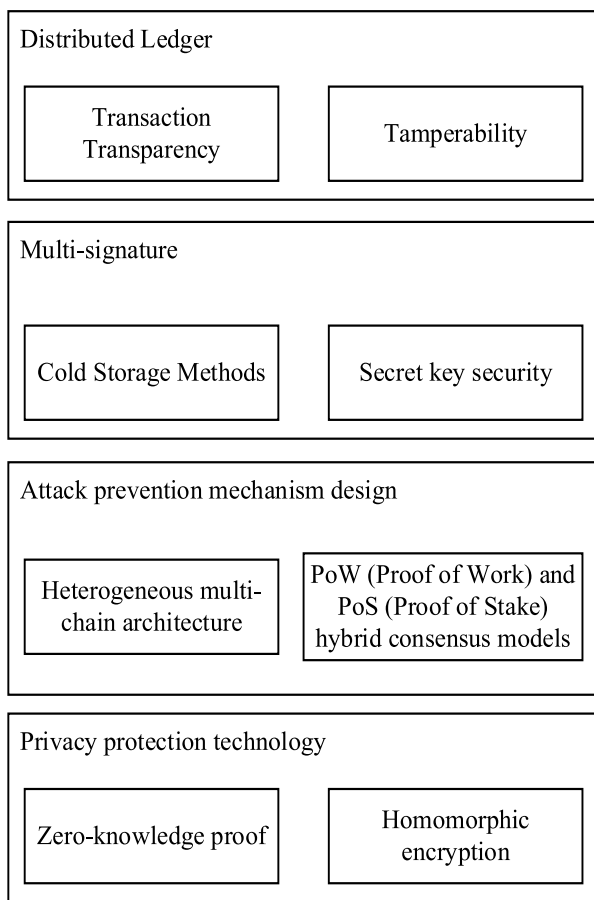 Distributed Ledger
Transaction
Transparency
Tamperability
Multi-signature
Cold Storage Methods
Secret key security
Attack prevention mechanism design
Heterogeneous multi-
chain architecture
PoW (Proof of Work) and
PoS (Proof of Stake)
hybrid consensus models
Privacy protection technology
Zero-knowledge proof
Homomorphic
encryption